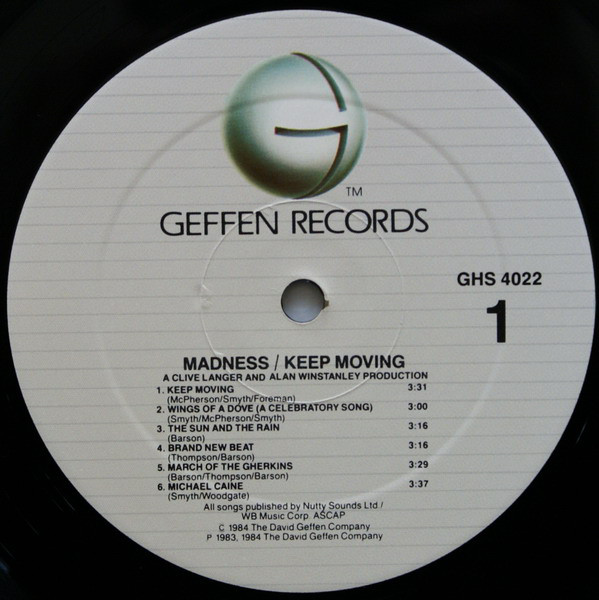 TM
GEFFEN RECORDS
GHS 4022
1
MADNESS / KEEP MOVING
A CLIVE LANGER AND ALAN WINSTANLEY PRODUCTION
1. KEEP MOVING 3:31
(McPherson/Smyth/Foreman)
2. WINGS OF A DOVE (A CELEBRATORY SONG) 3:00
(Smyth/McPherson/Smyth)
3. THE SUN AND THE RAIN 3:16
(Barson)
4. BRAND NEW BEAT 3:16
(Thompson/Barson)
5. MARCH OF THE GHERKINS 3:29
(Barson/Thompson/Barson)
6. MICHAEL CAINE 3:37
(Smyth/Woodgate)
All songs published by Nutty Sounds Ltd /
WB Music Corp. ASCAP
C 1984 The David Geffen Company
P 1983, 1984 The David Geffen Company